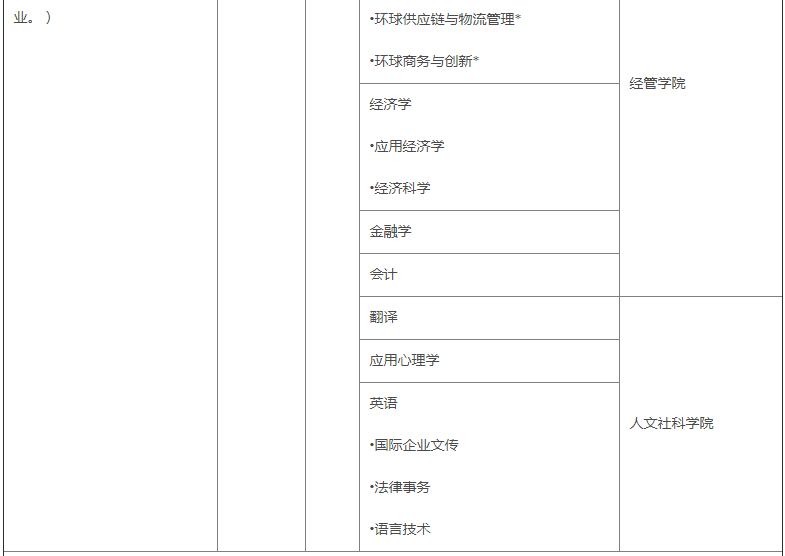 业。 ）
•环球供应链与物流管理*
•环球商务与创新*
经管学院
经济学
•应用经济学
•经济科学
金融学
会计
翻译
应用心理学
英语
人文社科学院
•国际企业文传
•法律事务
•语言技术